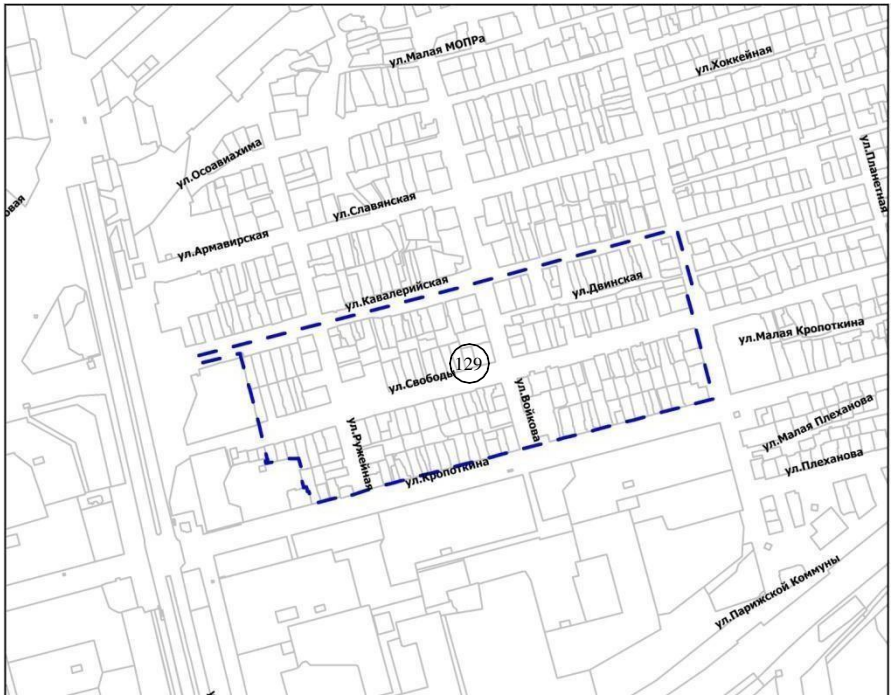 ул.Малая МОПРа
ул.Хоккейная
ул.Осоавиахима
ул.Планетная
овая
ул.Славянская
ул.Армавирская
ул.Кавалерийская
ул.Двинская
ул.Малая Кропоткина
129
ул.Свободы
ул.Войкова
ул.Малая Плеханова
ул.Ружейная
ул.Кропоткина
ул.Плеханова
ул.Парижской Коммуны